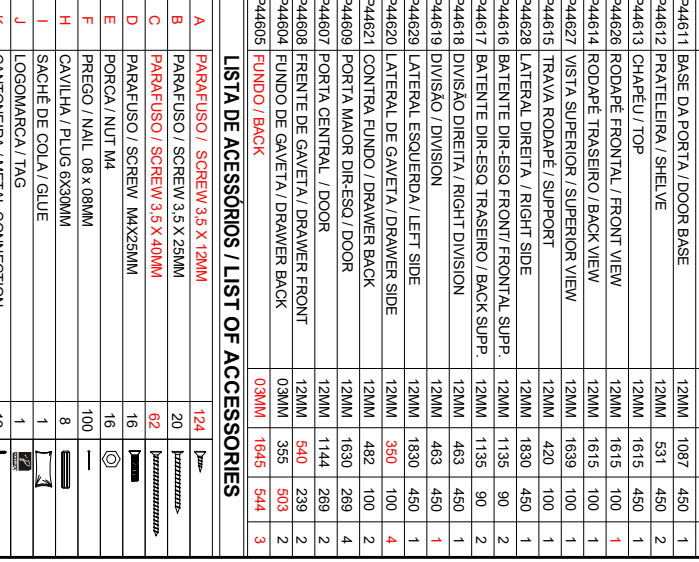 P44611 BASE DA PORTA / DOOR BASE 12MM 1087 450 1
P44612 PRATELEIRA / SHELVE 12MM 531 450 2
P44613 CHAPÉU / TOP 12MM 1615 450 1
P44626 RODAPÉ FRONTAL / FRONT VIEW 12MM 1615 100 1
P44614 RODAPÉ TRASEIRO / BACK VIEW 12MM 1615 100 1
P44627 VISTA SUPERIOR / SUPERIOR VIEW 12MM 1639 100 1
P44615 TRAVA RODAPÉ / SUPPORT 12MM 420 100 2
P44628 LATERAL DIREITA / RIGHT SIDE 12MM 1830 450 1
P44616 BATENTE DIR-ESQ FRONT/ FRONTAL SUPP. 12MM 1135 90 2
P44617 BATENTE DIR-ESQ TRASEIRO / BACK SUPP. 12MM 1135 90 2
P44618 DIVISÃO DIREITA / RIGHT DIVISION 12MM 463 450 1
P44619 DIVISÃO / DIVISION 12MM 463 450 1
P44629 LATERAL ESQUERDA / LEFT SIDE 12MM 1830 450 1
P44620 LATERAL DE GAVETA / DRAWER SIDE 12MM 350 100 4
P44621 CONTRA FUNDO / DRAWER BACK 12MM 482 100 2
P44609 PORTA MAIOR DIR-ESQ / DOOR 12MM 1630 269 4
P44607 PORTA CENTRAL / DOOR 12MM 1144 269 2
P44608 FRENTE DE GAVETA / DRAWER FRONT 12MM 540 239 2
P44604 FUNDO DE GAVETA / DRAWER BACK 03MM 355 503 2
P44605 FUNDO / BACK 03MM 1645 544 3
LISTA DE ACESSÓRIOS / LIST OF ACCESSORIES
A PARAFUSO / SCREW 3,5 X 12MM 124
B PARAFUSO / SCREW 3,5 X 25MM 20
C PARAFUSO / SCREW 3,5 X 40MM 62
D PARAFUSO / SCREW M4X25MM 16
E PORCA / NUT M4 16
F PREGO / NAIL 08 x 08MM 100
H CAVILHA / PLUG 6X30MM 8
I SACHÊ DE COLA / GLUE 1
J LOGOMARCA / TAG 1
K CANTONEIRA / METAL CONNECTION